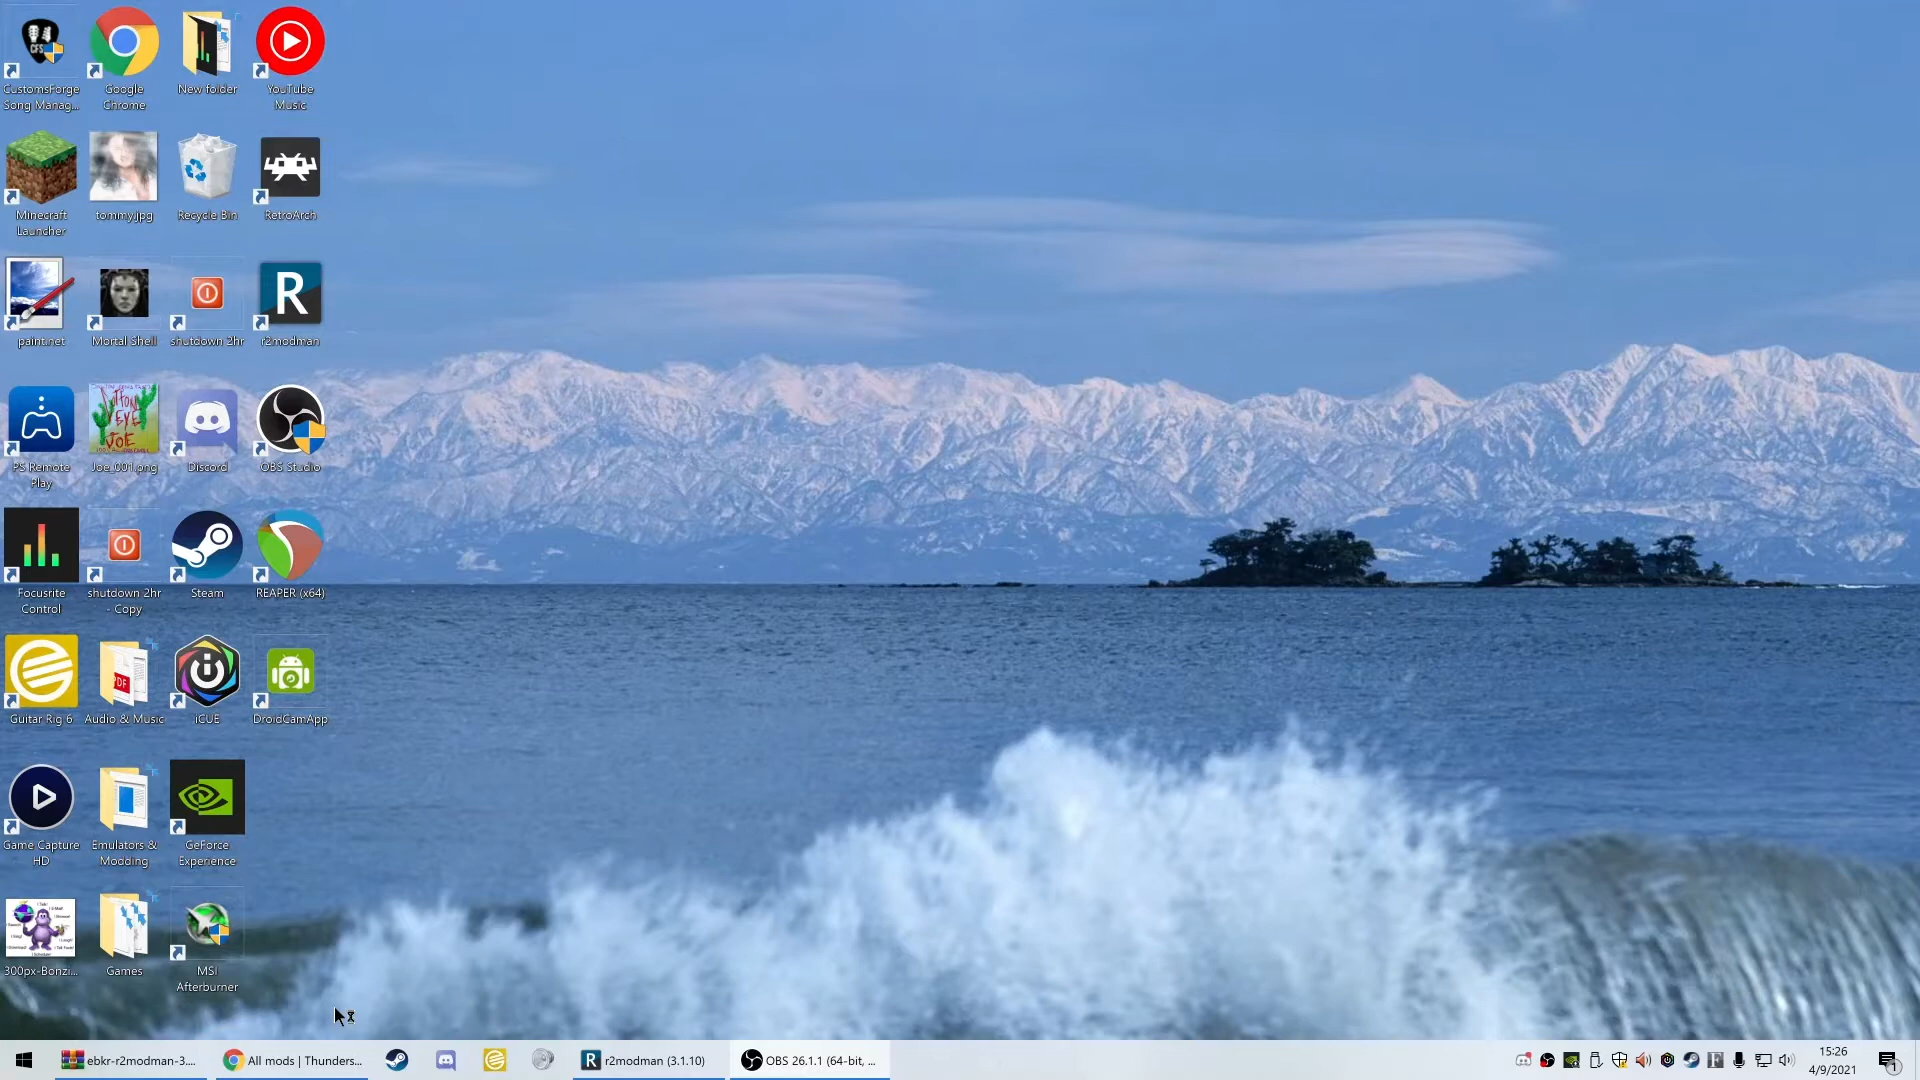 CustomsForge
Song Manag...
Google
Chrome
New folder
YouTube
Music
Minecraft
Launcher
tommy.jpg
Recycle Bin
RetroArch
paint.net
Mortal Shell
shutdown 2hr
R
r2modman
PS Remote
Play
Joe_001.png
Discord
OBS Studio
Focusrite
Control
shutdown 2hr
- Copy
Steam
REAPER (x64)
Guitar Rig 6
PDF
Audio & Music
iCUE
DroidCamApp
Game Capture
HD
Emulators &
Modding
GeForce
Experience
300px-Bonzi...
Games
MSI
Afterburner
ebkr-r2modman-3....
All mods | Thunders...
R
r2modman (3.1.10)
OBS 26.1.1 (64-bit, ...
15:26
4/9/2021
1